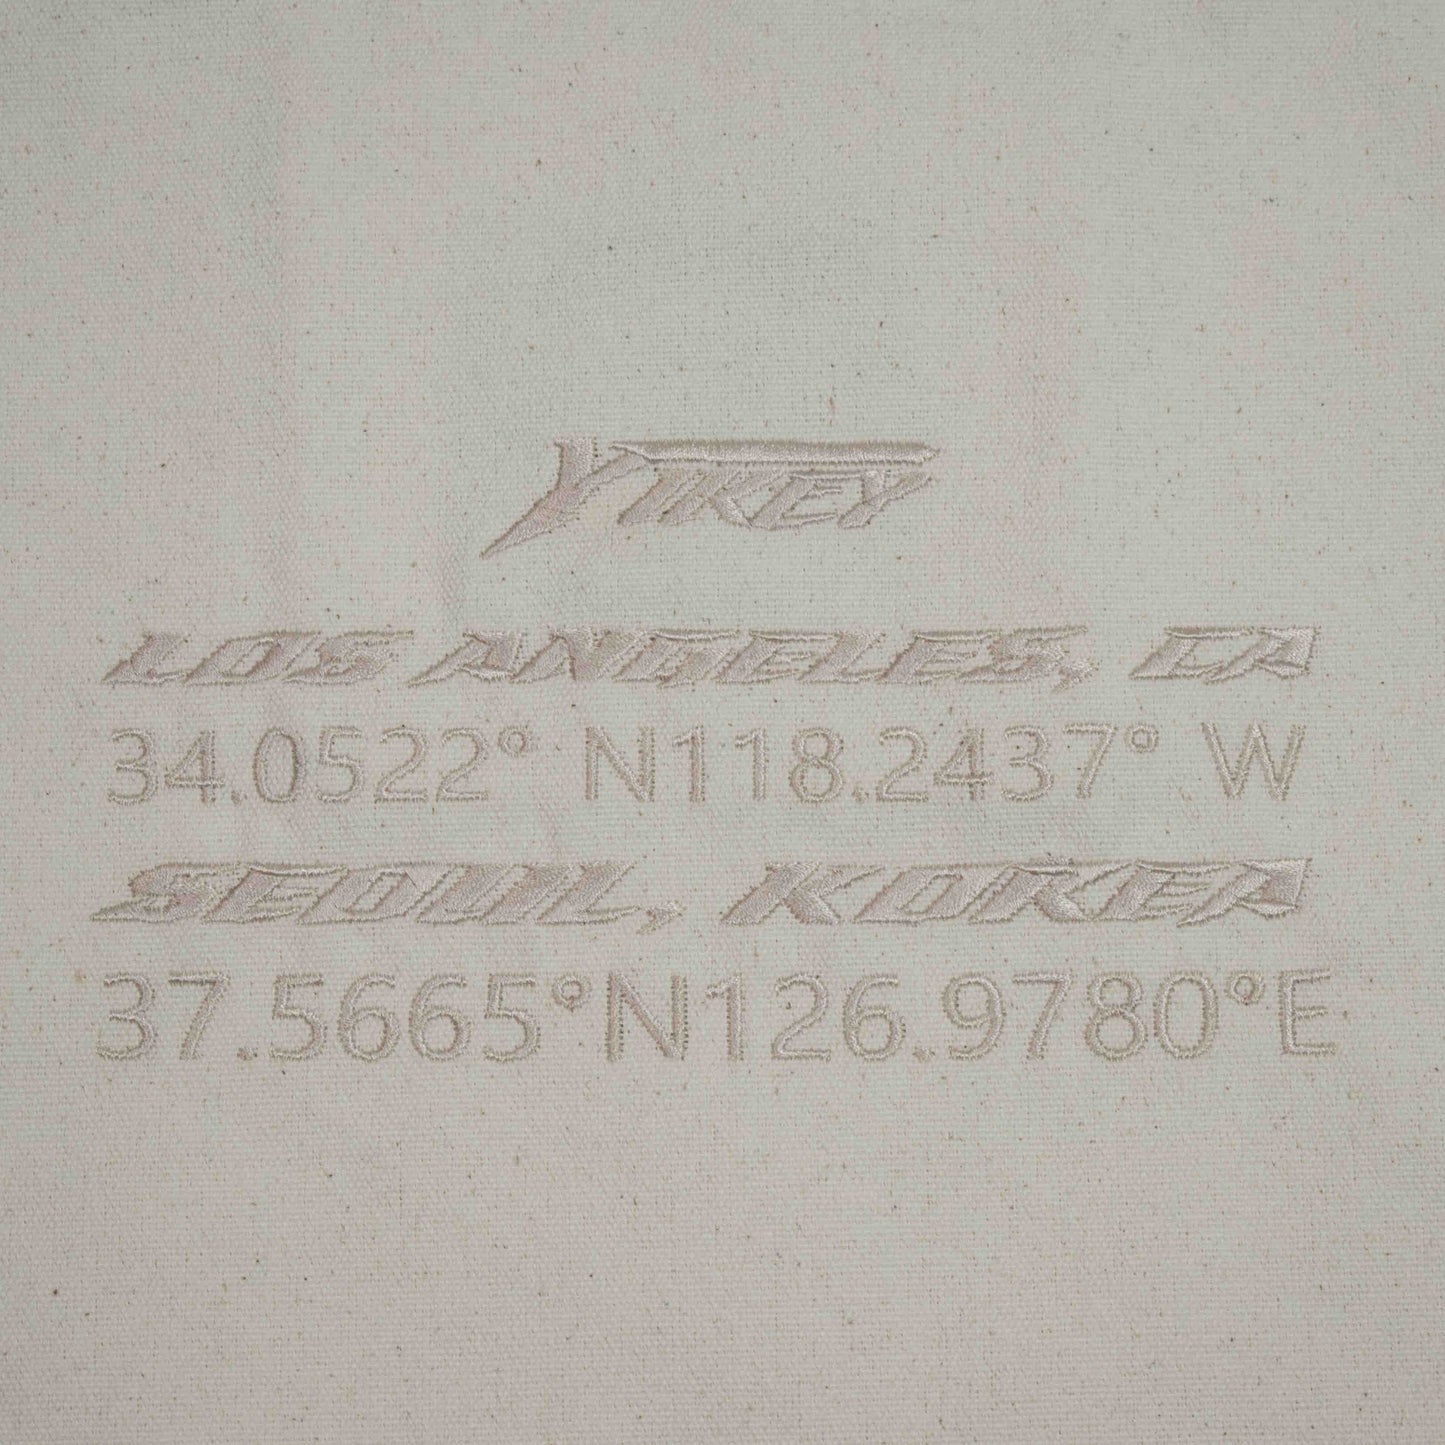 YIKEY
LOS ANGELES, CA
34.0522° N118.2437° W
SEOUL, KOREA
37.5665°N126.9780°E